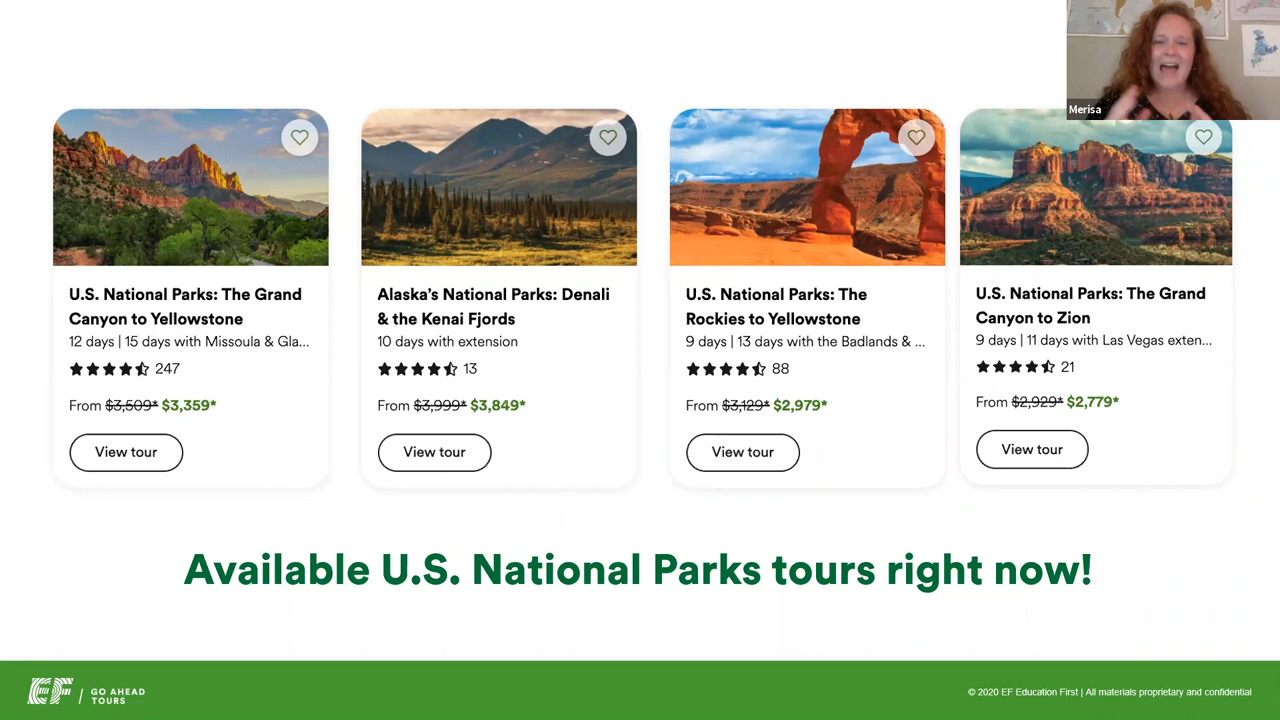 Merisa
U.S. National Parks: The Grand
Canyon to Yellowstone
12 days | 15 days with Missoula & Gla...
247
From $3,509* $3,359*
View tour
Alaska’s National Parks: Denali
& the Kenai Fjords
10 days with extension
13
From $3,999* $3,849*
View tour
U.S. National Parks: The
Rockies to Yellowstone
9 days | 13 days with the Badlands & ...
88
From $3,129* $2,979*
View tour
U.S. National Parks: The Grand
Canyon to Zion
9 days | 11 days with Las Vegas exten...
21
From $2,929* $2,779*
View tour
Available U.S. National Parks tours right now!
EF / GO AHEAD
TOURS
© 2020 EF Education First | All materials proprietary and confidential